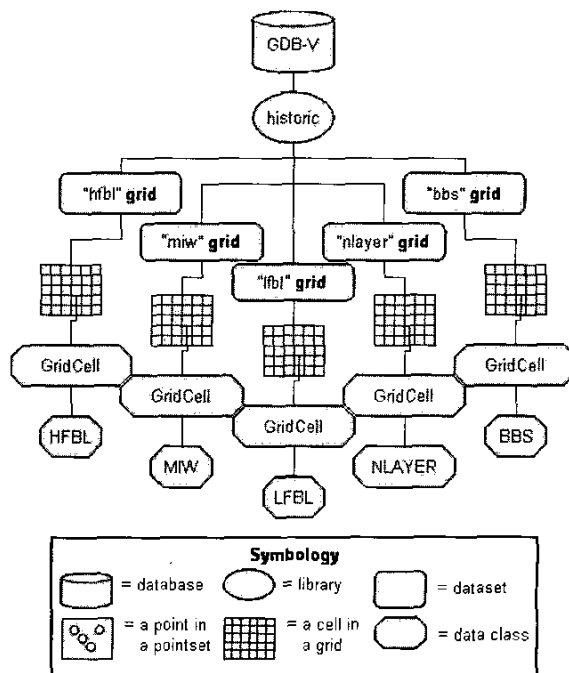 GDB-V
historic
"hfbl" grid
"bbs" grid
"miw" grid
"nlayer" grid
"lfbl" grid
GridCell
GridCell
GridCell
GridCell
GridCell
HFBL
BBS
MIW
NLAYER
LFBL
Symbology
= database
= library
= dataset
= a point in
a pointset
= a cell in
a grid
= data class